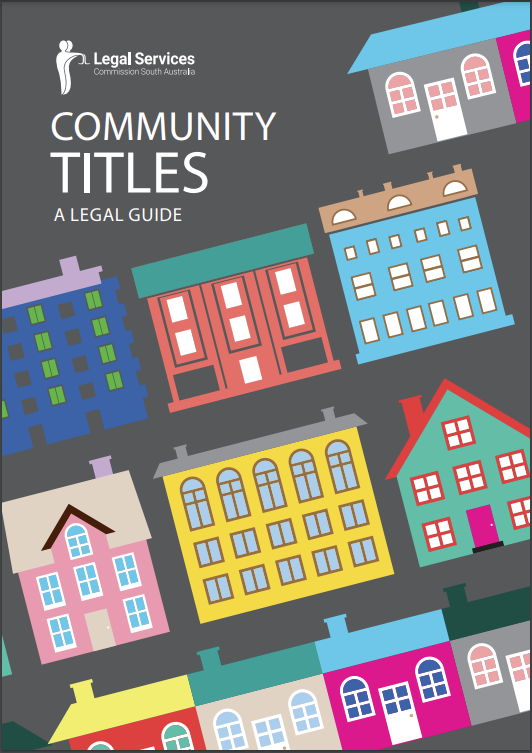 Legal Services
Commission South Australia
COMMUNITY
TITLES
A LEGAL GUIDE